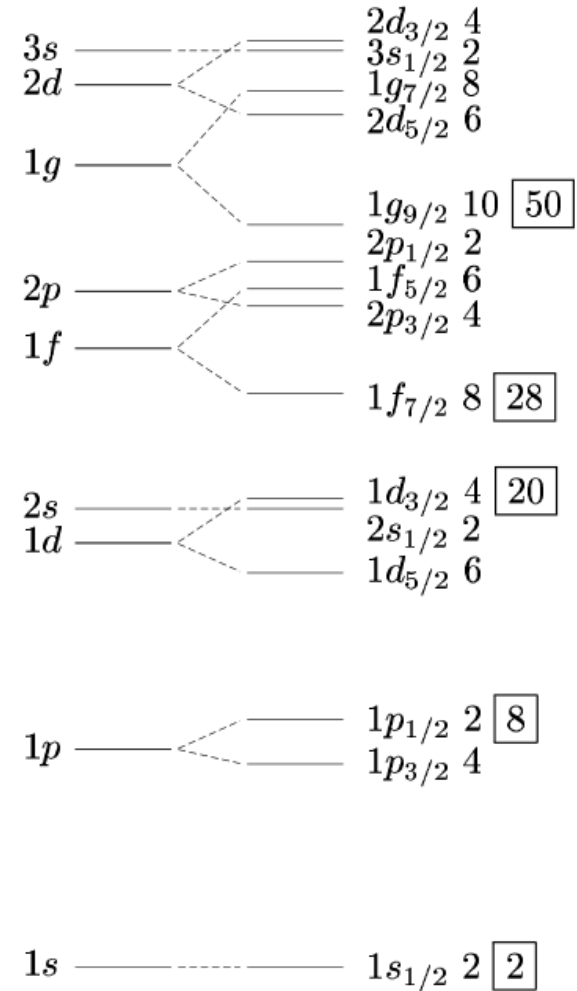 3s
2d
1g
2p
1f
2s
1d
1p
1s
2d3/2 4
3s1/2 2
1g7/2 8
2d5/2 6
1g9/2 10 50
2p1/2 2
1f5/2 6
2p3/2 4
1f7/2 8 28
1d3/2 4 20
2s1/2 2
1d5/2 6
1p1/2 2 8
1p3/2 4
1s1/2 2 2